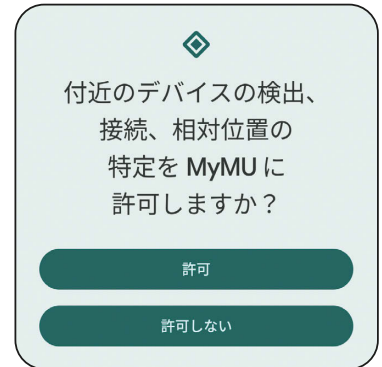 付近のデバイスの検出、
接続、相対位置の
特定を MyMU に
許可しますか？
許可
許可しない